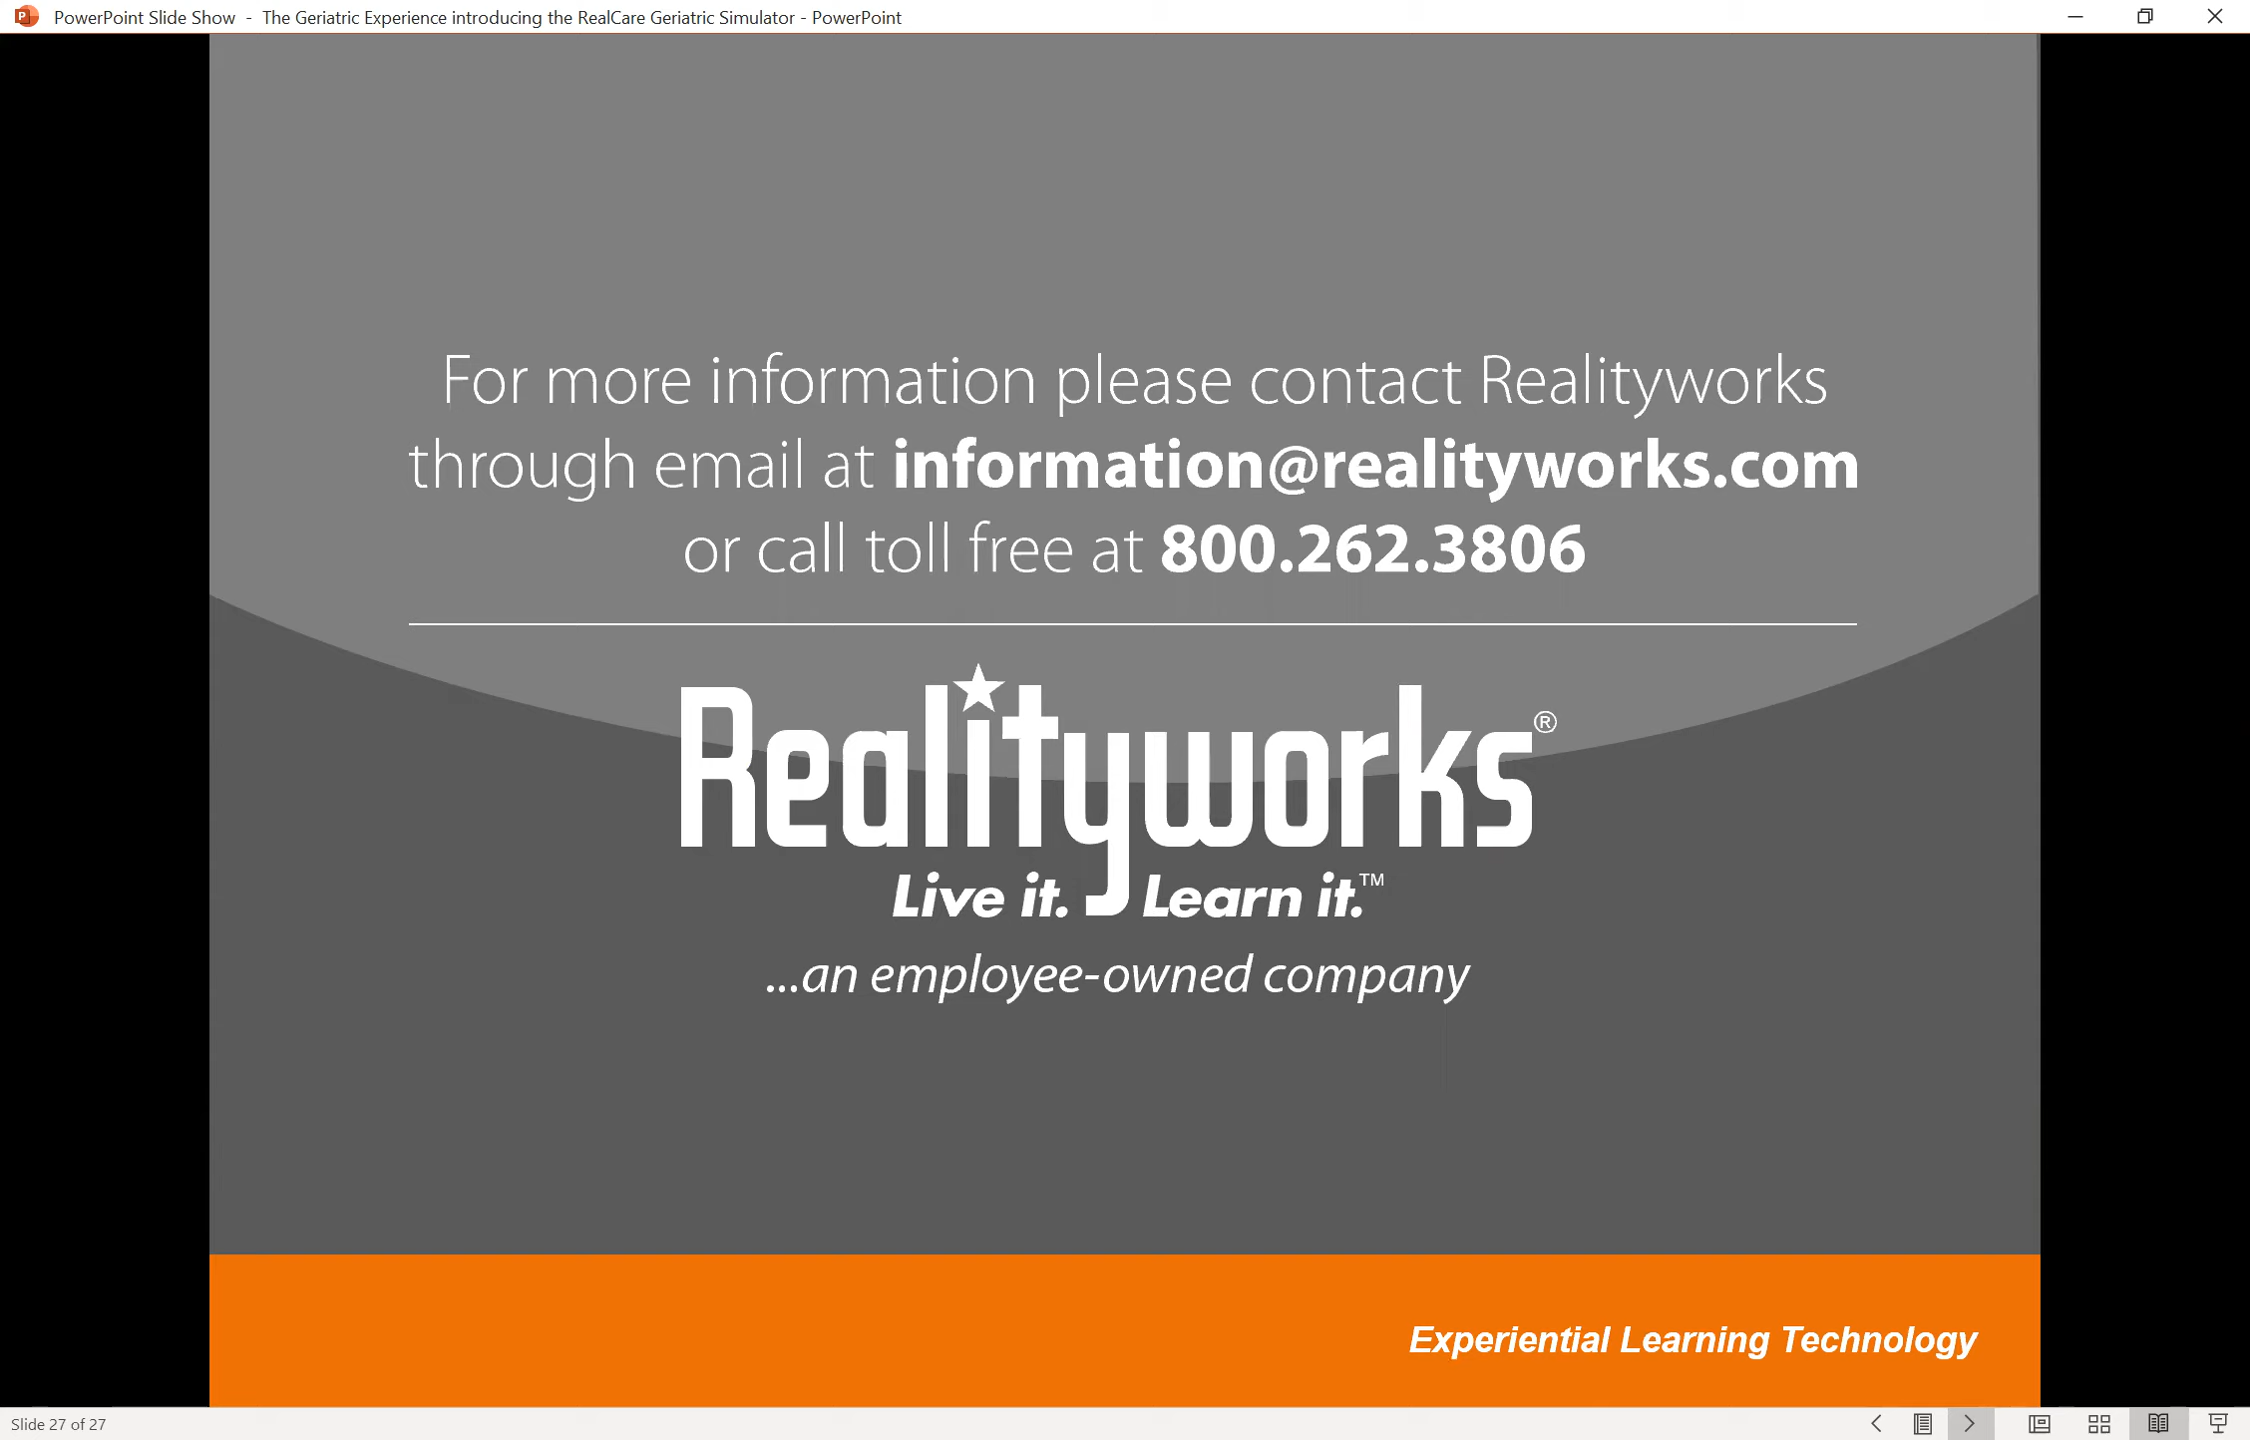 PowerPoint Slide Show - The Geriatric Experience introducing the RealCare Geriatric Simulator - PowerPoint
For more information please contact Realityworks
through email at information@realityworks.com
or call toll free at 800.262.3806
Realityworks®
Live it. Learn it.™
...an employee-owned company
Experiential Learning Technology
Slide 27 of 27